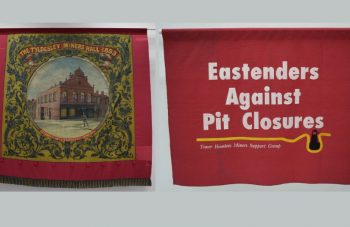 THE TYLDESLEY MINERS HALL 1893
Eastenders
Against
Pit Closures
Tower Hamlets Miners Support Group